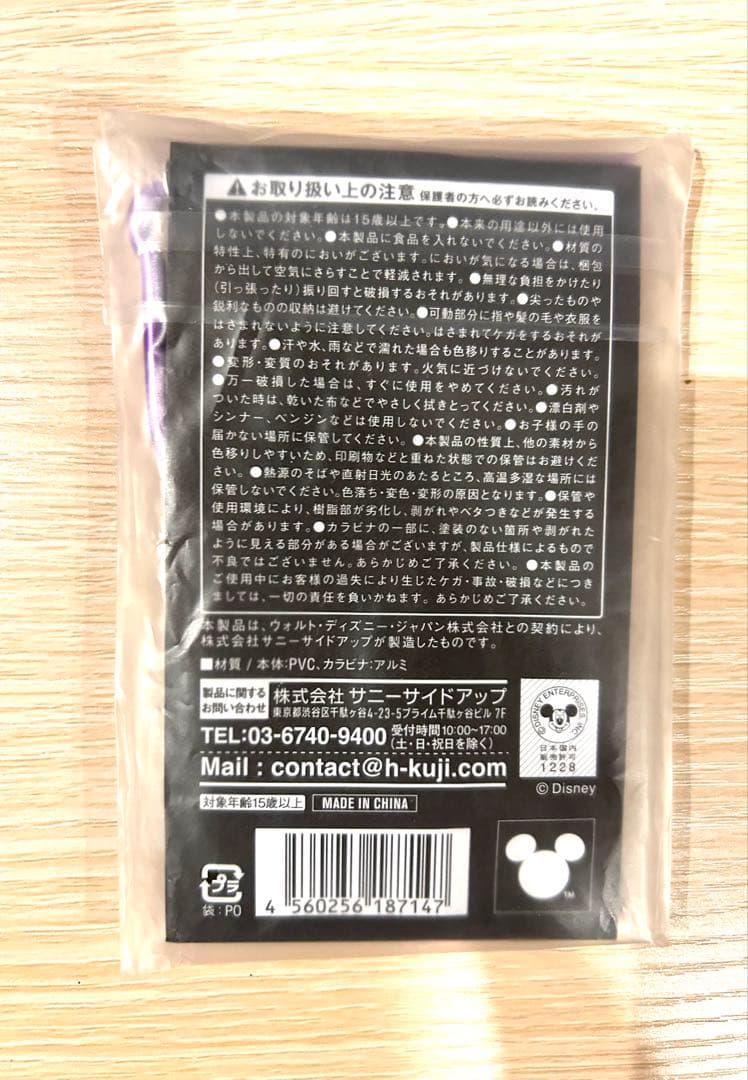 お取り扱い上の注意 保護者の方へ必ずお読みください。
●本製品の対象年齢は15歳以上です。●本来の用途以外には使用
しないでください。●本製品に食品を入れないでください。●材質の
特性上、特有のにおいがございます。においが気になる場合は、梱包
から出して空気にさらすことで軽減されます。●無理な負担をかけたり
(引っ張ったり)振り回すと破損するおそれがあります。●尖ったものや
鋭利なものの収納は避けてください。●可動部分に指や髪の毛や衣服を
はさまれないように注意してください。はさまれてケガをするおそれが
あります。●汗や水、雨などで濡れた場合も色移りすることがあります。
●変形・変質のおそれがあります。火気に近づけないでください。
●万一破損した場合は、すぐに使用をやめてください。●汚れが
ついた時は、乾いた布などでやさしく拭きとってください。●漂白剤や
シンナー、ベンジンなどは使用しないでください。●お子様の手の
届かない場所に保管してください。●本製品の性質上、他の素材から
色移りしやすいため、印刷物などと重ねた状態での保管はお避けくだ
さい。●熱源のそばや直射日光のあたるところ、高温多湿な場所には
保管しないでください。色落ち・変色・変形の原因となります。●保管や
使用環境により、樹脂部が劣化し、剥がれやベタつきなどが発生する
場合があります。●カラビナの一部に、塗装のない箇所や剥がれた
ように見える部分がある場合がございますが、製品仕様によるもので
不良ではございません。あらかじめご了承ください。●本製品の
ご使用中にお客様の過失により生じたケガ・事故・破損などにつき
ましては、一切の責任を負いかねます。あらかじめご了承ください。
本製品は、ウォルト・ディズニー・ジャパン株式会社との契約により、
株式会社サニーサイドアップが製造したものです。
■材質 / 本体:PVC、カラビナ:アルミ
製品に関する
お問い合わせ
株式会社 サニーサイドアップ
東京都渋谷区千駄ヶ谷4-23-5プライム千駄ヶ谷ビル 7F
TEL:03-6740-9400 受付時間10:00~17:00
(土・日・祝日を除く)
Mail : contact@h-kuji.com
©DISNEY ENTERPRISES, INC.
日本国内
販売許可
1228
©Disney
対象年齢15歳以上
MADE IN CHINA
プラ
袋:PO
4 560256 187147
TM